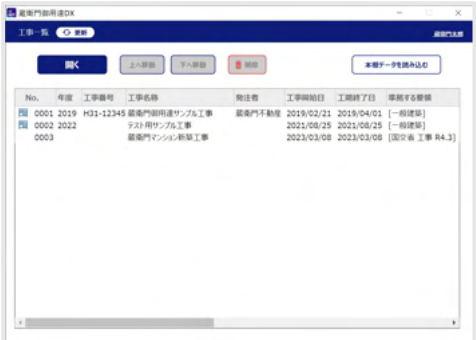 蔵衛門御用達DX
工事一覧 更新 蔵衛門太郎
開く 上へ移動 下へ移動 削除 本棚データを読み込む
No. 年度 工事番号 工事名称 発注者 工事開始日 工期終了日 準拠する要領
0001 2019 H31-12345 蔵衛門御用達サンプル工事 蔵衛門不動産 2019/02/21 2019/04/01 [一般建築]
0002 2022 テスト用サンプル工事 2021/08/25 2021/08/25 [一般建築]
0003 蔵衛門マンション新築工事 2023/03/08 2023/03/08 [国交省 工事 R4.3]